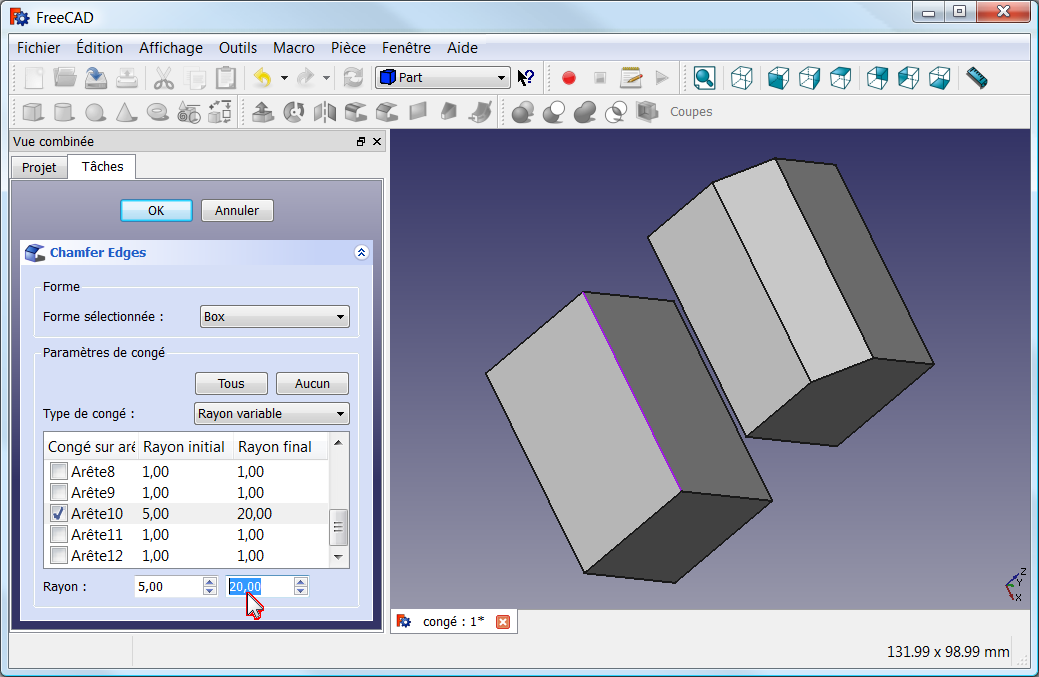 FreeCAD
Fichier Édition Affichage Outils Macro Pièce Fenêtre Aide
Part
Coupes
Vue combinée
Projet Tâches
OK Annuler
Chamfer Edges
Forme
Forme sélectionnée : Box
Paramètres de congé
Tous Aucun
Type de congé : Rayon variable
Congé sur aré Rayon initial Rayon final
Arête8 1,00 1,00
Arête9 1,00 1,00
Arête10 5,00 20,00
Arête11 1,00 1,00
Arête12 1,00 1,00
Rayon : 5,00 20,00
Z
Y
X
congé : 1*
131.99 x 98.99 mm